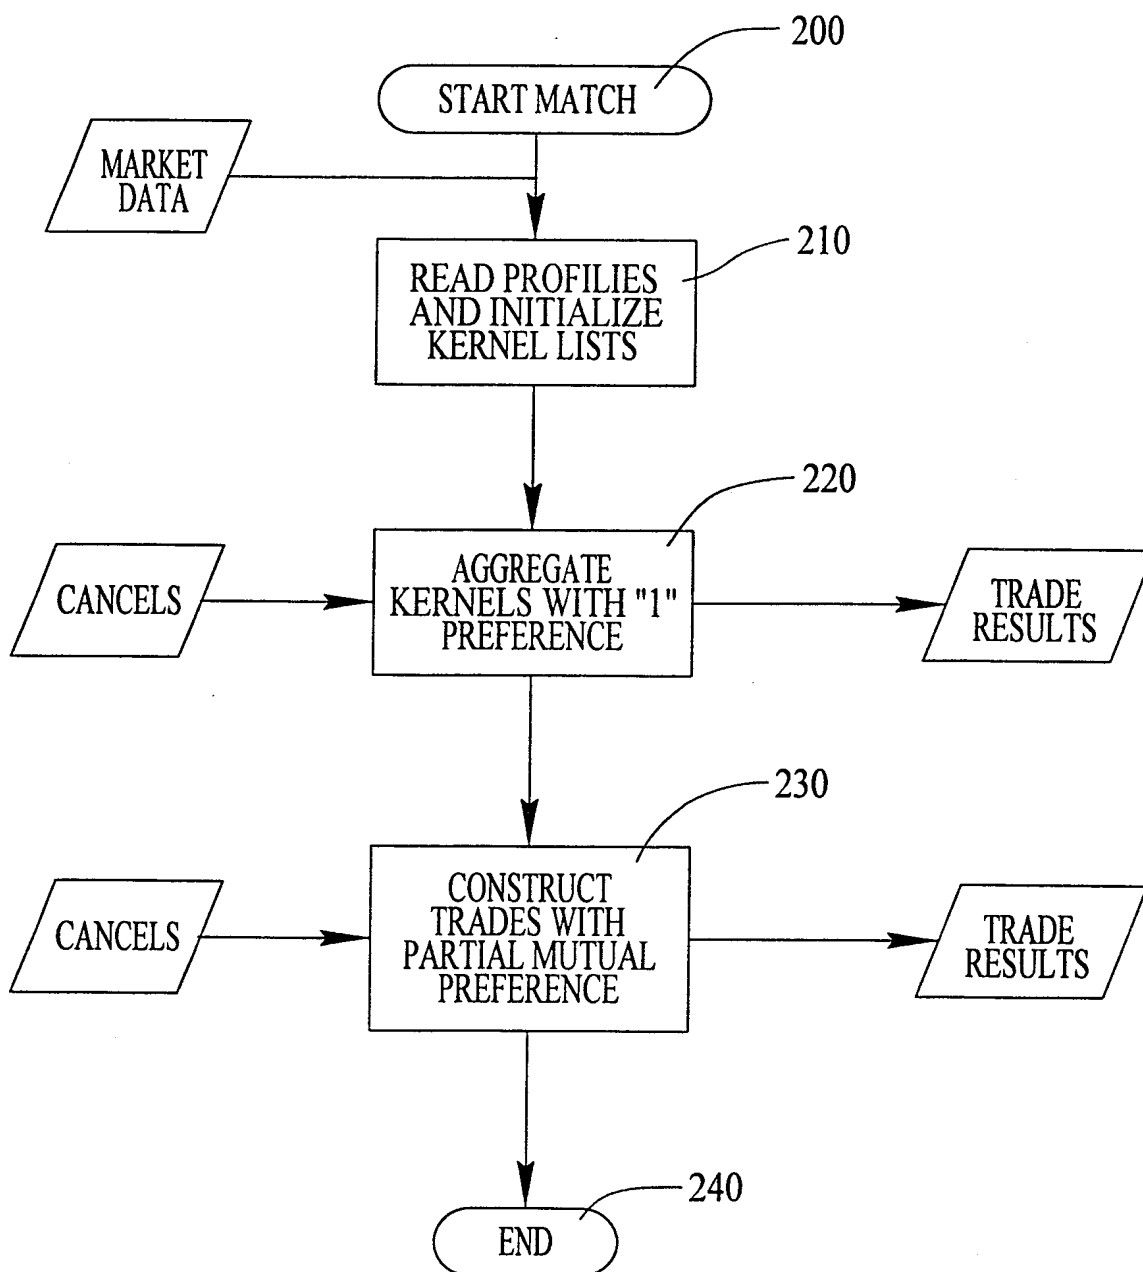 200
START MATCH
MARKET
DATA
210
READ PROFILIES
AND INITIALIZE
KERNEL LISTS
220
CANCELS
AGGREGATE
KERNELS WITH "1"
PREFERENCE
TRADE
RESULTS
230
CANCELS
CONSTRUCT
TRADES WITH
PARTIAL MUTUAL
PREFERENCE
TRADE
RESULTS
240
END